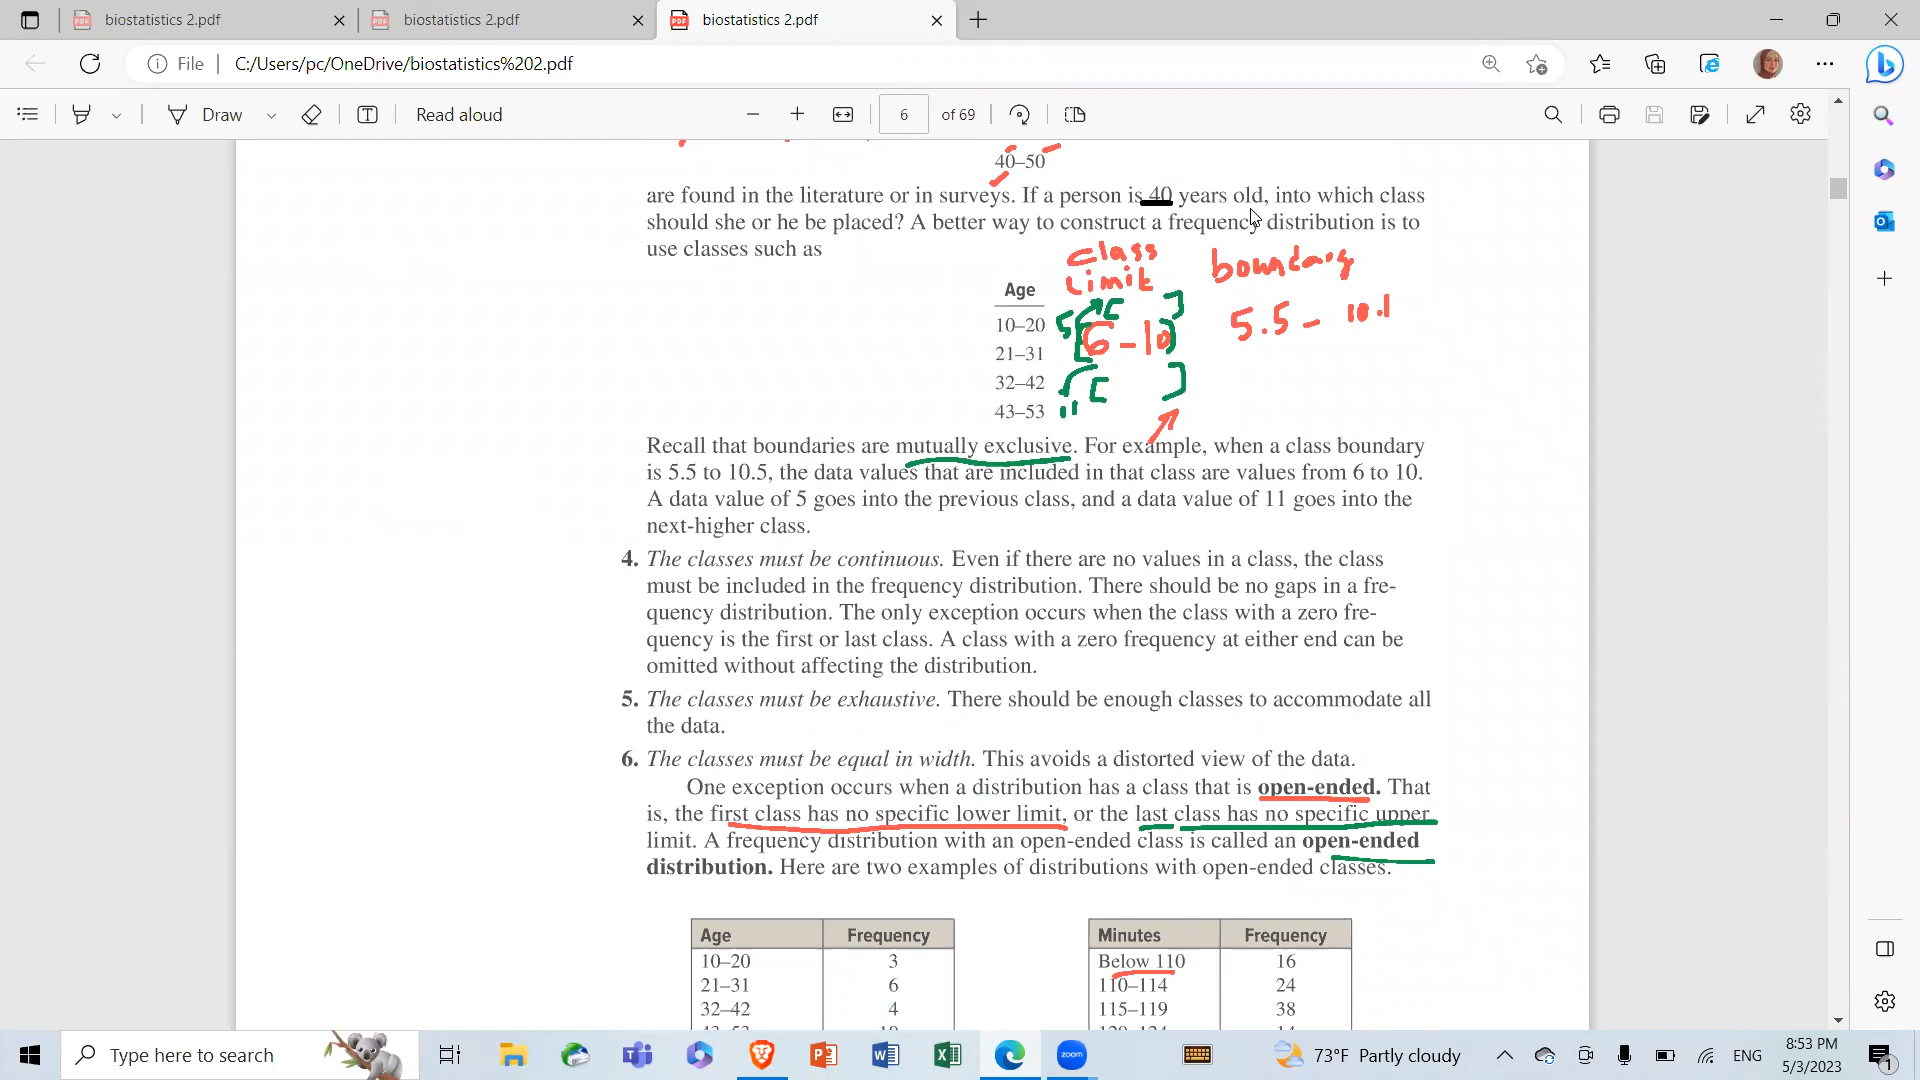 biostatistics 2.pdf
biostatistics 2.pdf
biostatistics 2.pdf
File
C:/Users/pc/OneDrive/biostatistics%202.pdf
Draw
Read aloud
6
of 69
40–50
are found in the literature or in surveys. If a person is 40 years old, into which class
should she or he be placed? A better way to construct a frequency distribution is to
use classes such as
class
limit
boundary
Age
10–20
21–31
32–42
43–53
5
6 – 10
11
5.5 – 10.1
Recall that boundaries are mutually exclusive. For example, when a class boundary
is 5.5 to 10.5, the data values that are included in that class are values from 6 to 10.
A data value of 5 goes into the previous class, and a data value of 11 goes into the
next-higher class.
4. The classes must be continuous. Even if there are no values in a class, the class
must be included in the frequency distribution. There should be no gaps in a fre-
quency distribution. The only exception occurs when the class with a zero fre-
quency is the first or last class. A class with a zero frequency at either end can be
omitted without affecting the distribution.
5. The classes must be exhaustive. There should be enough classes to accommodate all
the data.
6. The classes must be equal in width. This avoids a distorted view of the data.
One exception occurs when a distribution has a class that is open-ended. That
is, the first class has no specific lower limit, or the last class has no specific upper
limit. A frequency distribution with an open-ended class is called an open-ended
distribution. Here are two examples of distributions with open-ended classes.
Age Frequency
10–20 3
21–31 6
32–42 4
Minutes Frequency
Below 110 16
110–114 24
115–119 38
Type here to search
zoom
73°F Partly cloudy
ENG
8:53 PM
5/3/2023
1